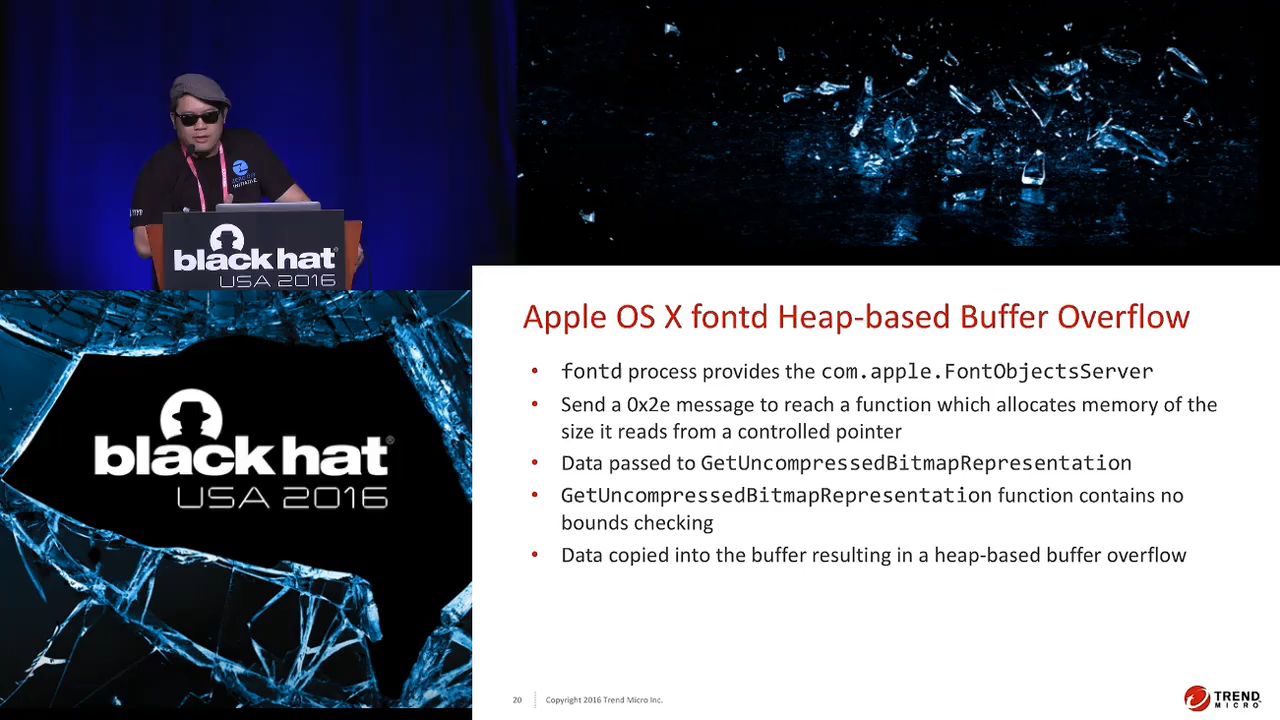 ZERO DAY
INITIATIVE
black hat®
USA 2016
black hat®
USA 2016
Apple OS X fontd Heap-based Buffer Overflow
• fontd process provides the com.apple.FontObjectsServer
• Send a 0x2e message to reach a function which allocates memory of the
size it reads from a controlled pointer
• Data passed to GetUncompressedBitmapRepresentation
• GetUncompressedBitmapRepresentation function contains no
bounds checking
• Data copied into the buffer resulting in a heap-based buffer overflow
20
Copyright 2016 Trend Micro Inc.
TREND
MICRO